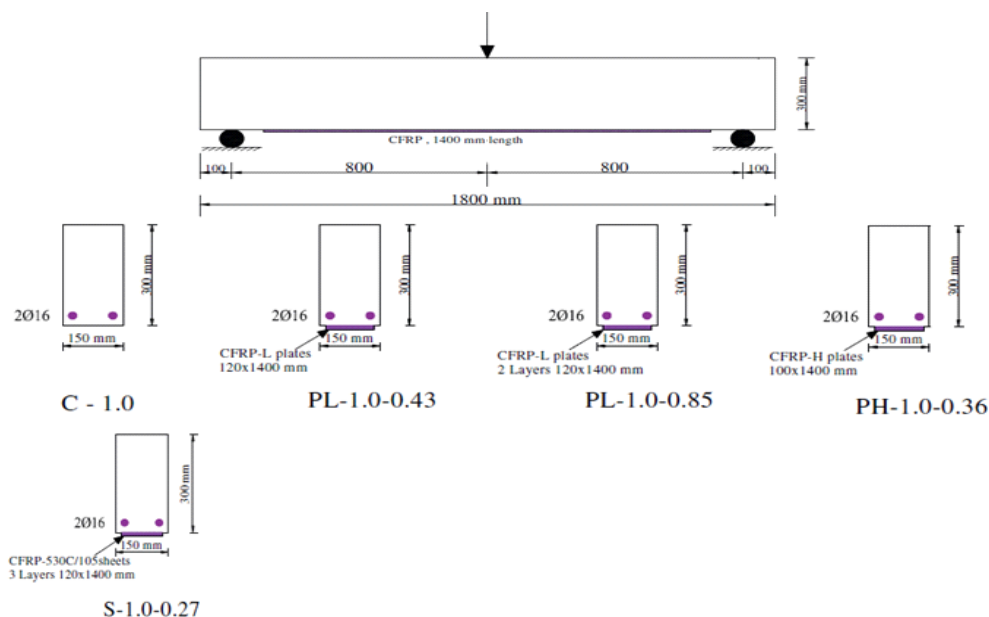 300 mm
CFRP , 1400 mm length
100
800
800
100
1800 mm
300 mm
2Ø16
150 mm
C - 1.0
300 mm
2Ø16
150 mm
CFRP-L plates
120x1400 mm
PL-1.0-0.43
300 mm
2Ø16
150 mm
CFRP-L plates
2 Layers 120x1400 mm
PL-1.0-0.85
300 mm
2Ø16
150 mm
CFRP-H plates
100x1400 mm
PH-1.0-0.36
300 mm
2Ø16
150 mm
CFRP-530C/105sheets
3 Layers 120x1400 mm
S-1.0-0.27